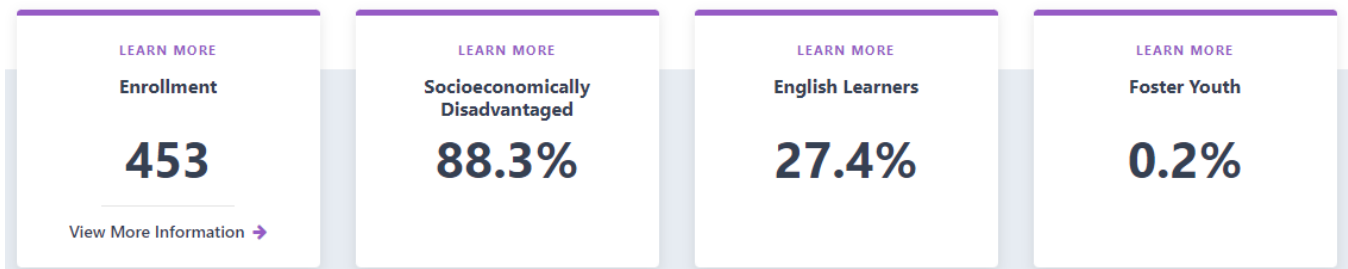 LEARN MORE
Enrollment
453
View More Information
LEARN MORE
Socioeconomically
Disadvantaged
88.3%
LEARN MORE
English Learners
27.4%
LEARN MORE
Foster Youth
0.2%